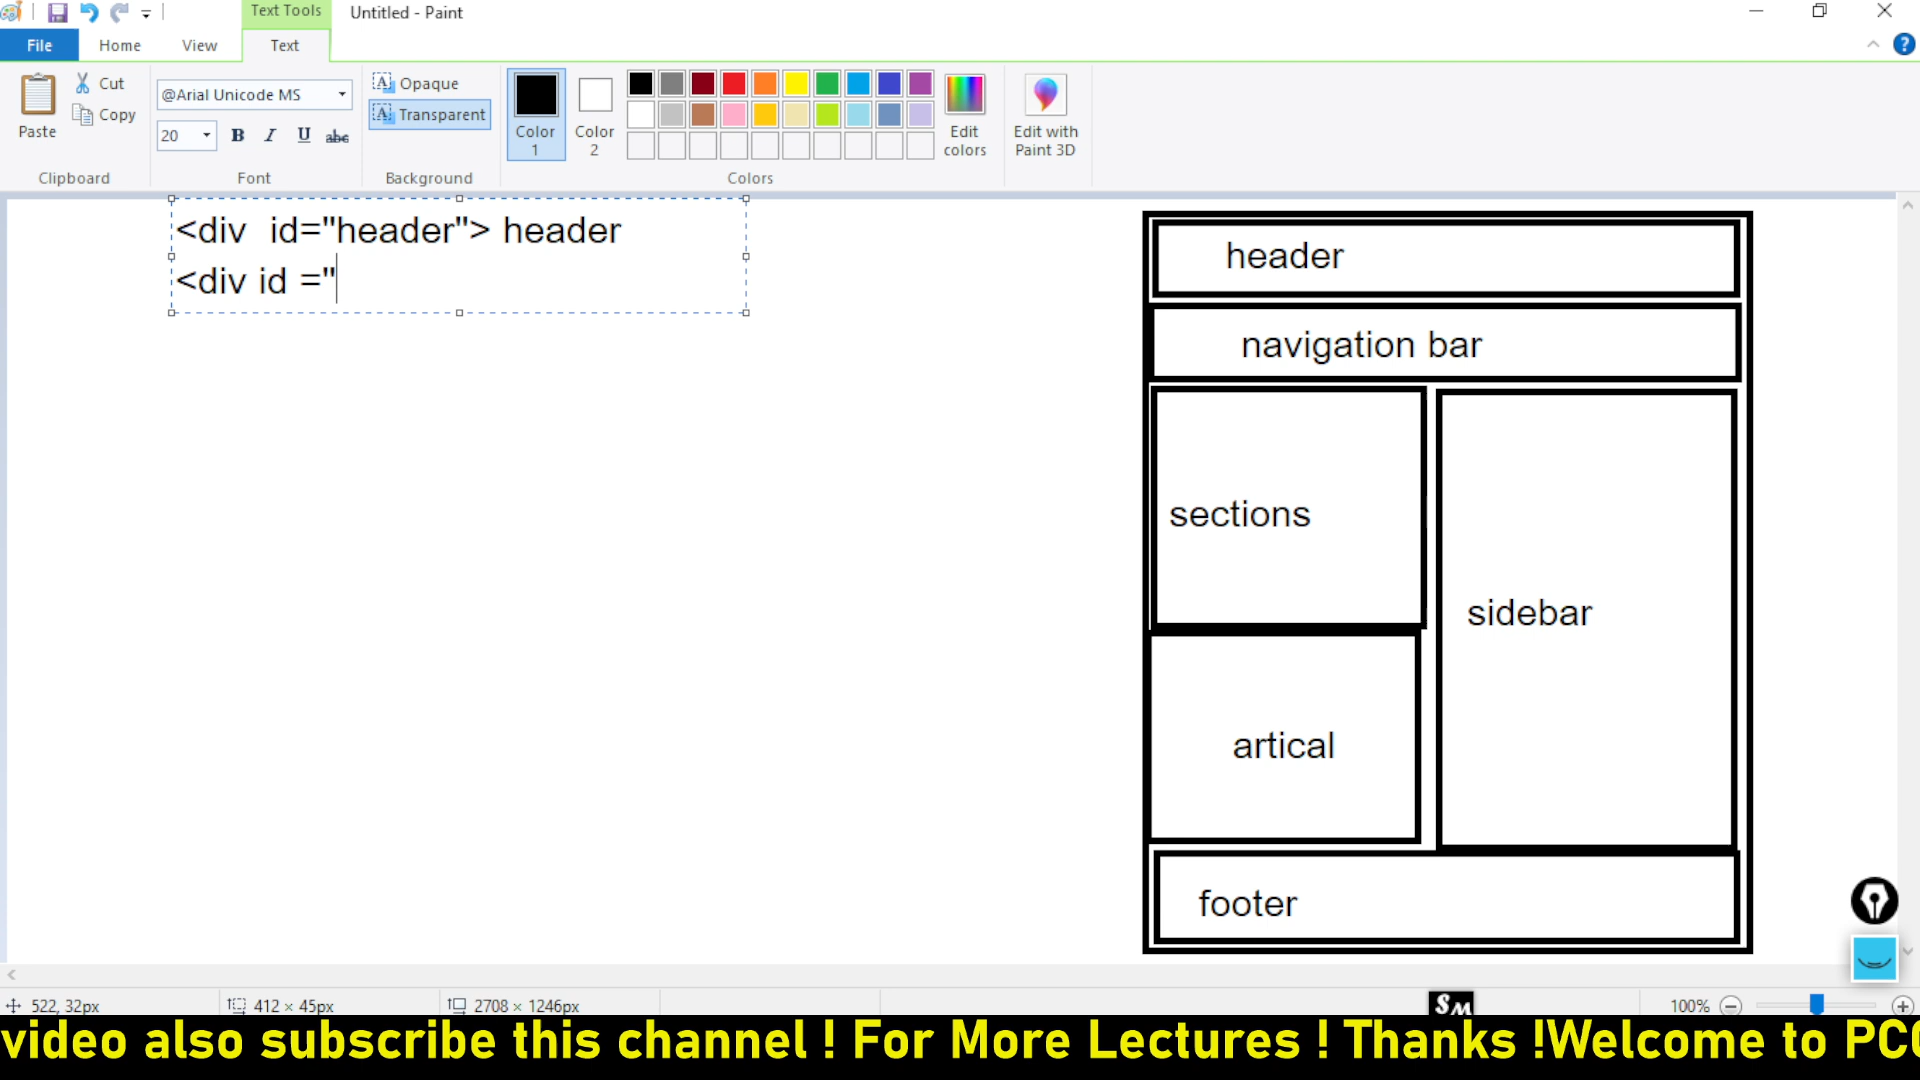 Text Tools
Untitled - Paint
File
Home
View
Text
Paste
Cut
Copy
Clipboard
@Arial Unicode MS
20
B
I
U
abc
Font
Opaque
Transparent
Background
Color
1
Color
2
Edit
colors
Edit with
Paint 3D
Colors
<div  id="header"> header
<div id ="
header
navigation bar
sections
sidebar
artical
footer
522, 32px
412 × 45px
2708 × 1246px
SM
100%
video also subscribe this channel ! For More Lectures ! Thanks !Welcome to PCC